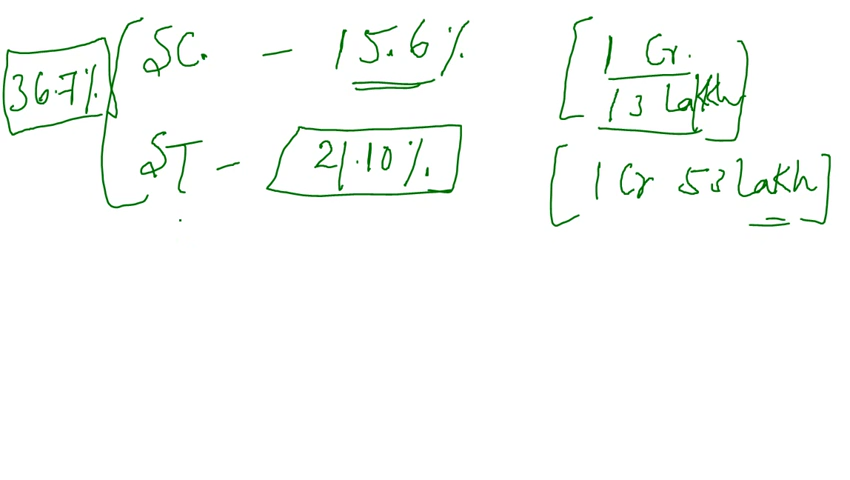 36.7% SC. - 15.6% [1 Cr. 13 Lakh]
ST - 21.10% [1 Cr 53 Lakh]